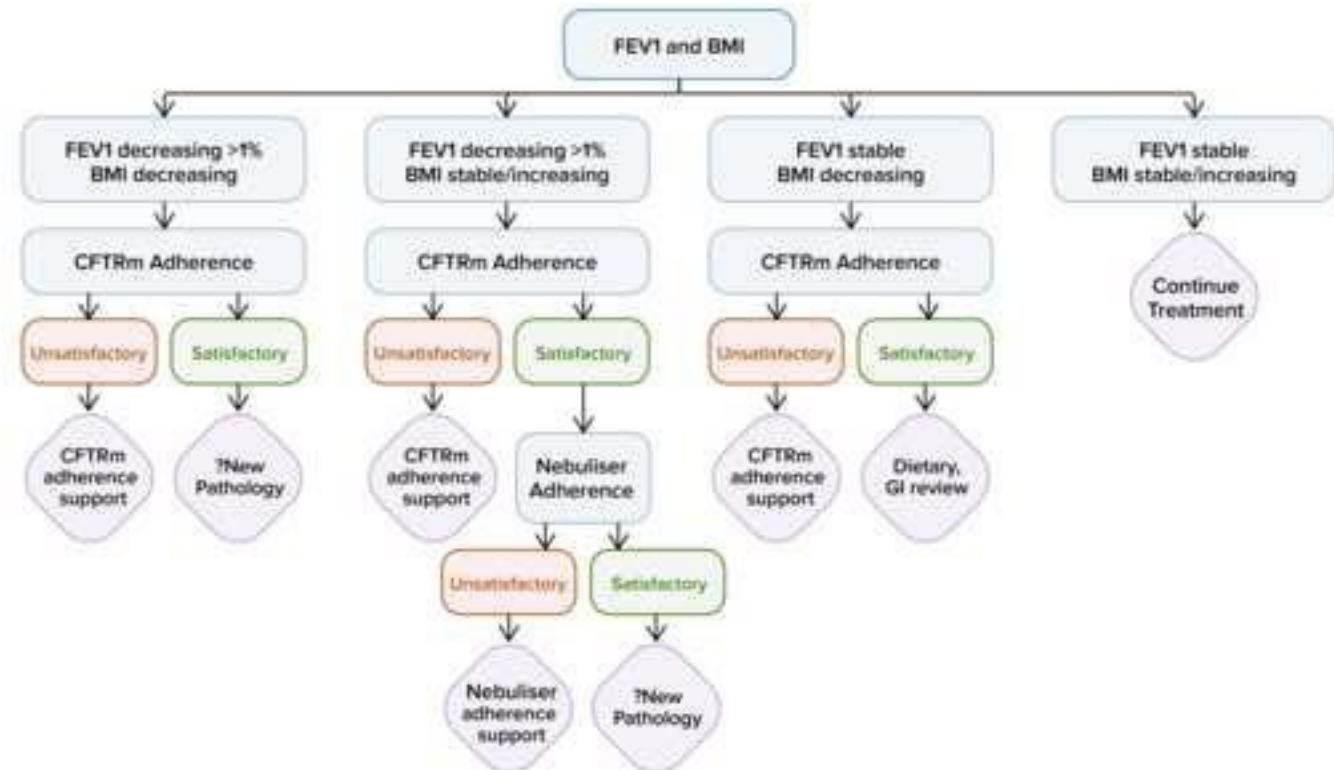 FEV1 and BMI
FEV1 decreasing >1%
BMI decreasing
FEV1 decreasing >1%
BMI stable/increasing
FEV1 stable
BMI decreasing
FEV1 stable
BMI stable/increasing
CFTRm Adherence
CFTRm Adherence
CFTRm Adherence
Continue
Treatment
Unsatisfactory
Satisfactory
Unsatisfactory
Satisfactory
Unsatisfactory
Satisfactory
CFTRm
adherence
support
?New
Pathology
CFTRm
adherence
support
Nebuliser
Adherence
CFTRm
adherence
support
Dietary,
GI review
Unsatisfactory
Satisfactory
Nebuliser
adherence
support
?New
Pathology